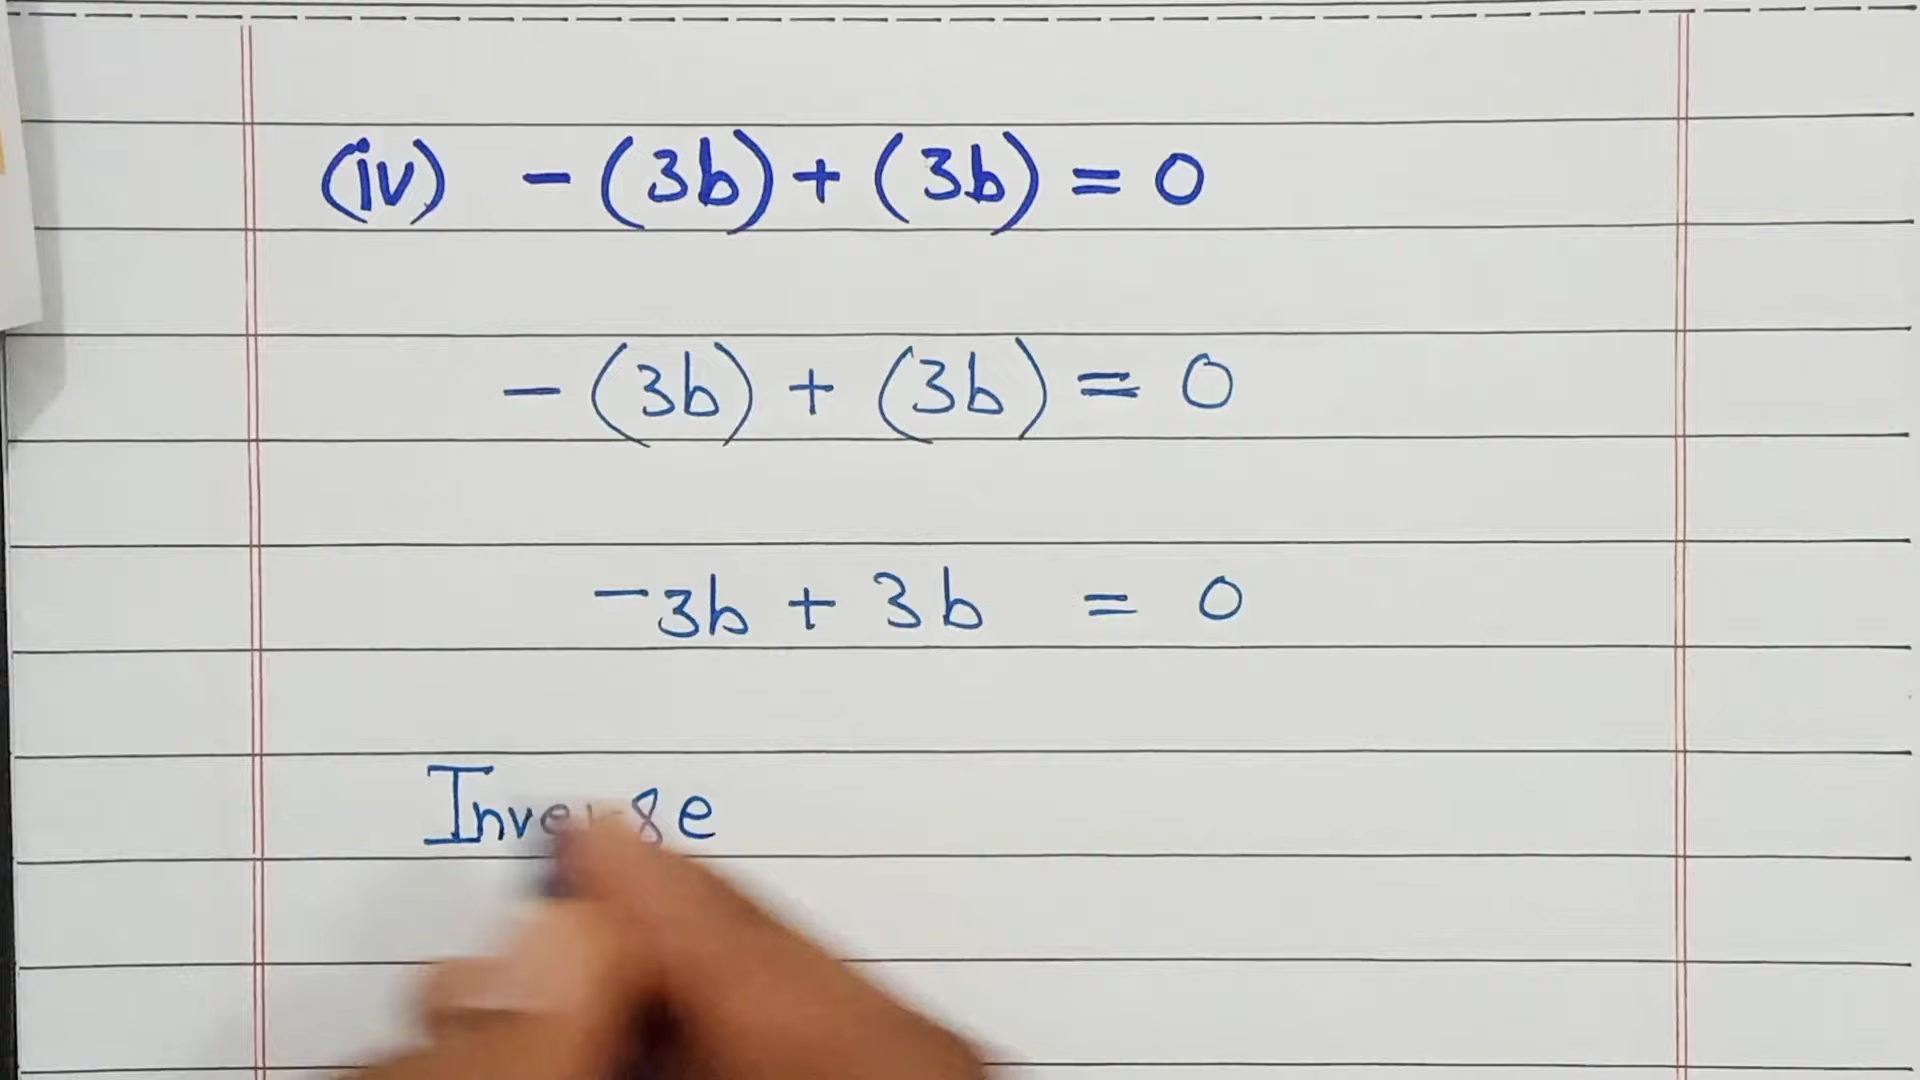 (iv) -(3b)+(3b)=0
-(3b) + (3b) = 0
-3b + 3b = 0
Inverse